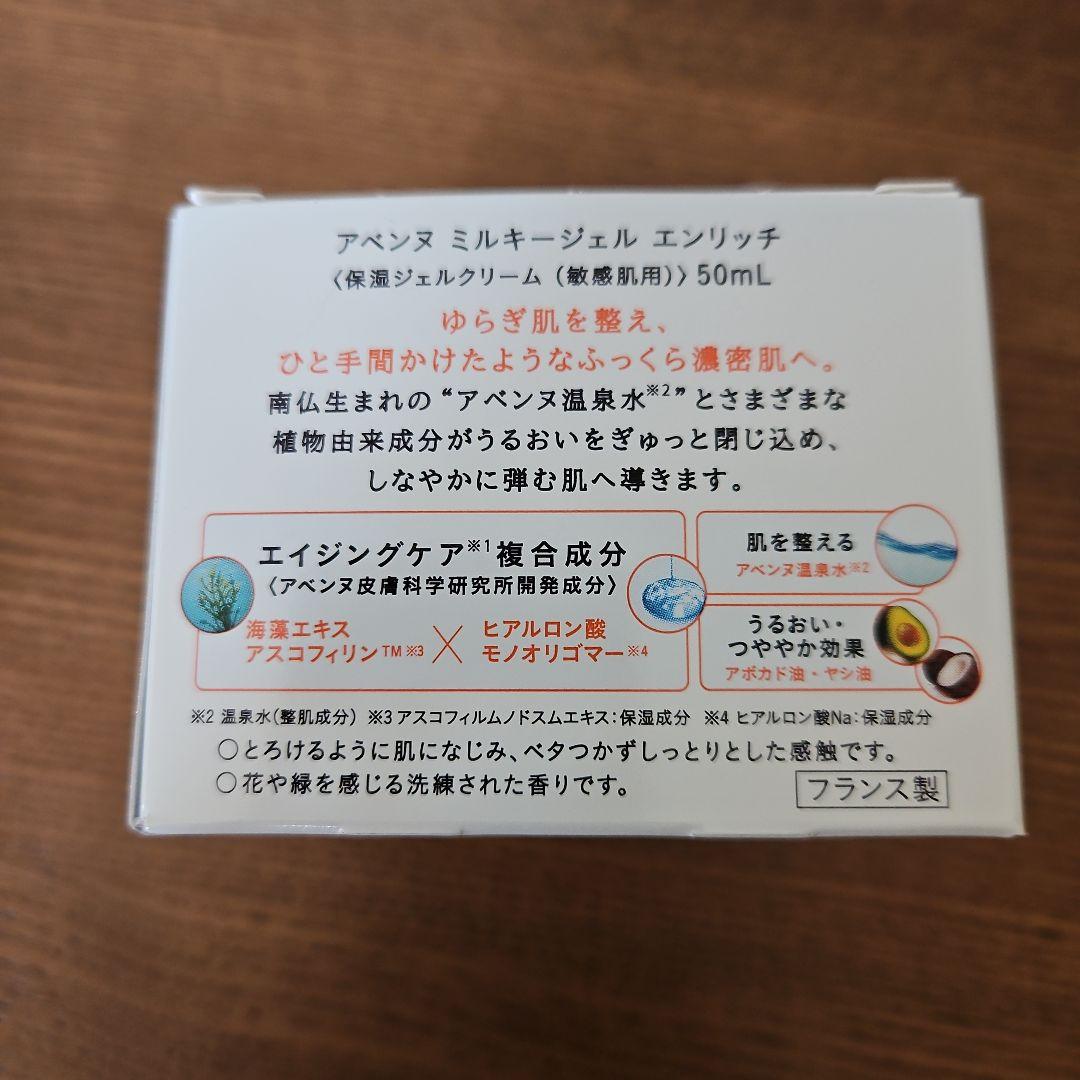 アベンヌ ミルキージェル エンリッチ
〈保湿ジェルクリーム（敏感肌用）〉50mL
ゆらぎ肌を整え、
ひと手間かけたようなふっくら濃密肌へ。
南仏生まれの“アベンヌ温泉水※2”とさまざまな
植物由来成分がうるおいをぎゅっと閉じ込め、
しなやかに弾む肌へ導きます。
エイジングケア※1複合成分
〈アベンヌ皮膚科学研究所開発成分〉
海藻エキス
アスコフィリン™※3
×
ヒアルロン酸
モノオリゴマー※4
肌を整える
アベンヌ温泉水※2
うるおい・
つややか効果
アボカド油・ヤシ油
※2 温泉水（整肌成分） ※3 アスコフィルムノドスムエキス：保湿成分 ※4 ヒアルロン酸Na：保湿成分
○とろけるように肌になじみ、ベタつかずしっとりとした感触です。
○花や緑を感じる洗練された香りです。
フランス製